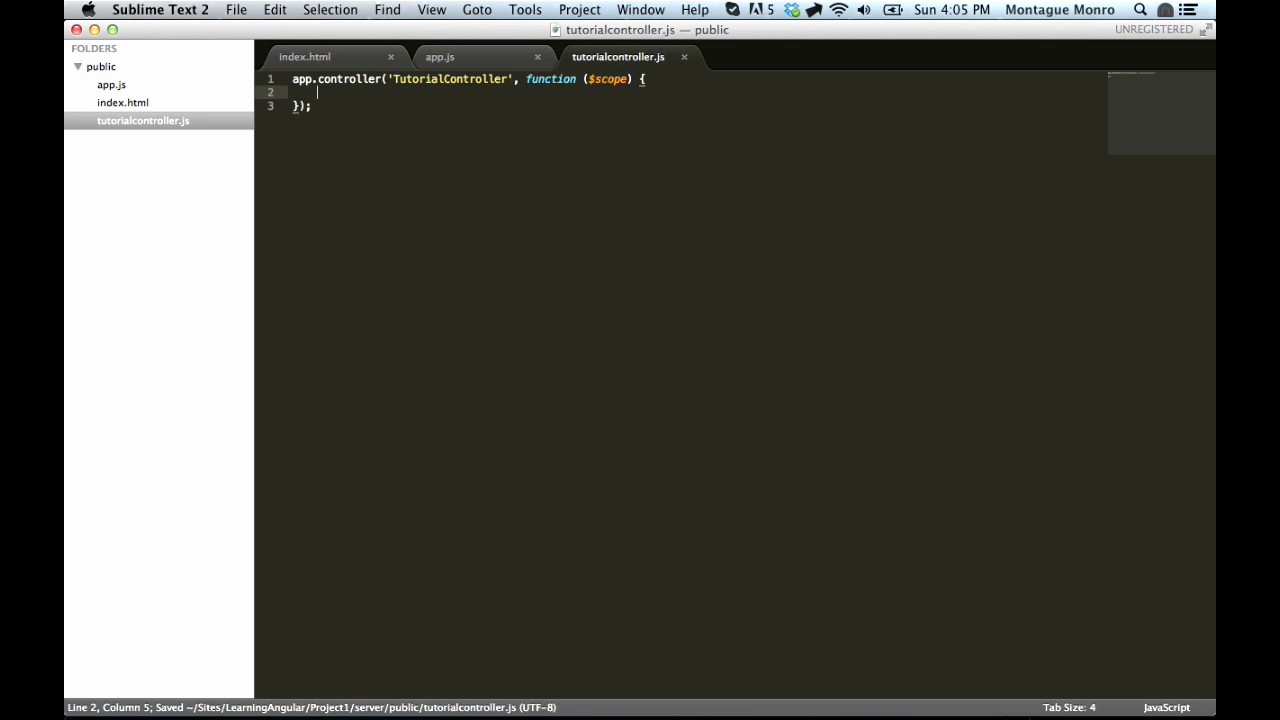 Sublime Text 2 File Edit Selection Find View Goto Tools Project Window Help 5 Sun 4:05 PM Montague Monro
tutorialcontroller.js — public UNREGISTERED
FOLDERS
public
app.js
index.html
tutorialcontroller.js
index.html × app.js × tutorialcontroller.js ×
1 app.controller('TutorialController', function ($scope) {
2
3 });
Line 2, Column 5; Saved ~/Sites/LearningAngular/Project1/server/public/tutorialcontroller.js (UTF-8) Tab Size: 4 JavaScript